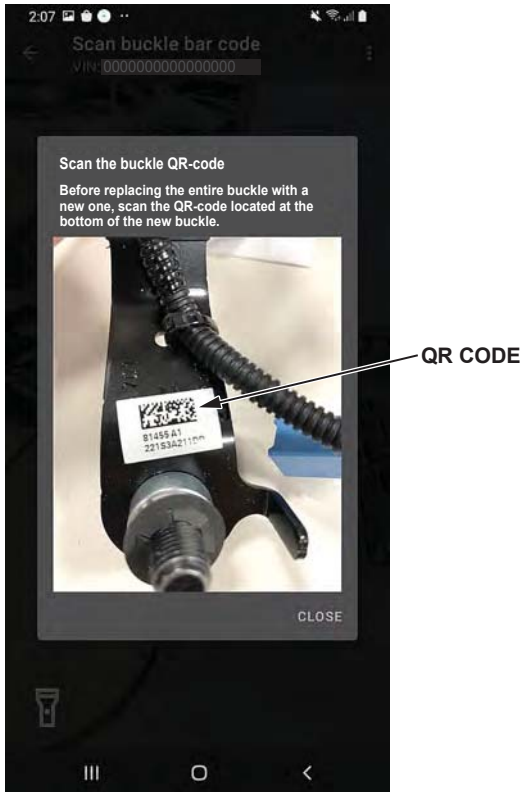 2:07
Scan buckle bar code
VIN: 0000000000000000
Scan the buckle QR-code
Before replacing the entire buckle with a
new one, scan the QR-code located at the
bottom of the new buckle.
QR CODE
81455 A1
CLOSE